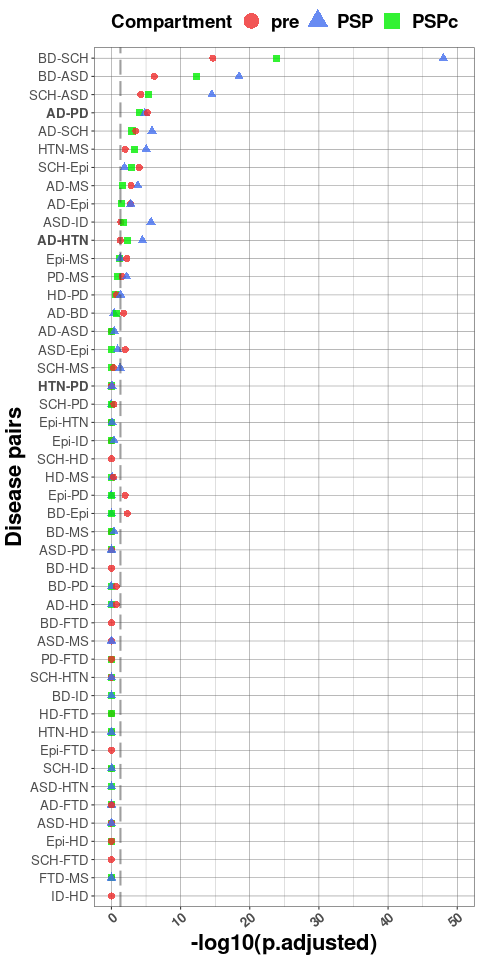 Compartment pre PSP PSPc
BD-SCH
BD-ASD
SCH-ASD
AD-PD
AD-SCH
HTN-MS
SCH-Epi
AD-MS
AD-Epi
ASD-ID
AD-HTN
Epi-MS
PD-MS
HD-PD
AD-BD
AD-ASD
ASD-Epi
SCH-MS
HTN-PD
SCH-PD
Epi-HTN
Epi-ID
SCH-HD
HD-MS
Epi-PD
BD-Epi
BD-MS
ASD-PD
BD-HD
BD-PD
AD-HD
BD-FTD
ASD-MS
PD-FTD
SCH-HTN
BD-ID
HD-FTD
HTN-HD
Epi-FTD
SCH-ID
ASD-HTN
AD-FTD
ASD-HD
Epi-HD
SCH-FTD
FTD-MS
ID-HD
Disease pairs
0 10 20 30 40 50
-log10(p.adjusted)